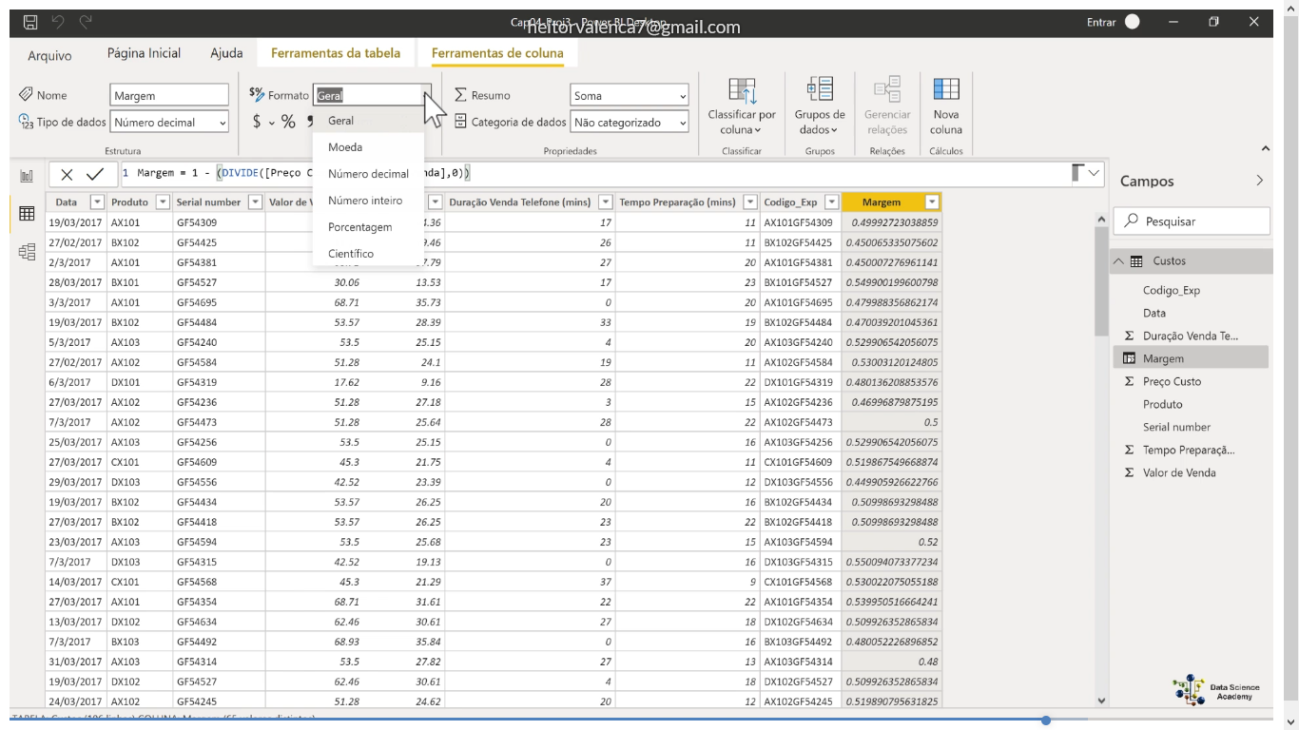 Cap04-Proj3 - Power BI Desktop
heitorvalenca7@gmail.com
Entrar
Arquivo Página Inicial Ajuda Ferramentas da tabela Ferramentas de coluna
Nome Margem $% Formato Geral Resumo Soma
Tipo de dados Número decimal $ % Categoria de dados Não categorizado
Classificar por coluna
Grupos de dados
Gerenciar relações
Nova coluna
Estrutura Propriedades Classificar Grupos Relações Cálculos
Geral
Moeda
Número decimal
Número inteiro
Porcentagem
Científico
1 Margem = 1 - (DIVIDE([Preço C nda],0))
Data Produto Serial number Valor de V Duração Venda Telefone (mins) Tempo Preparação (mins) Codigo_Exp Margem
19/03/2017 AX101 GF54309 .36 17 11 AX101GF54309 0.49992723038859
27/02/2017 BX102 GF54425 .46 26 11 BX102GF54425 0.450065335075602
2/3/2017 AX101 GF54381 .79 27 20 AX101GF54381 0.450007276961141
28/03/2017 BX101 GF54527 30.06 13.53 17 23 BX101GF54527 0.549900199600798
3/3/2017 AX101 GF54695 68.71 35.73 0 20 AX101GF54695 0.479988356862174
19/03/2017 BX102 GF54484 53.57 28.39 33 19 BX102GF54484 0.470039201045361
5/3/2017 AX103 GF54240 53.5 25.15 4 20 AX103GF54240 0.529906542056075
27/02/2017 AX102 GF54584 51.28 24.1 19 11 AX102GF54584 0.53003120124805
6/3/2017 DX101 GF54319 17.62 9.16 28 22 DX101GF54319 0.480136208853576
27/03/2017 AX102 GF54236 51.28 27.18 3 15 AX102GF54236 0.46996879875195
7/3/2017 AX102 GF54473 51.28 25.64 28 22 AX102GF54473 0.5
25/03/2017 AX103 GF54256 53.5 25.15 0 16 AX103GF54256 0.529906542056075
27/03/2017 CX101 GF54609 45.3 21.75 4 11 CX101GF54609 0.519867549668874
29/03/2017 DX103 GF54556 42.52 23.39 0 12 DX103GF54556 0.449905926622766
19/03/2017 BX102 GF54434 53.57 26.25 20 16 BX102GF54434 0.50998693298488
27/03/2017 BX102 GF54418 53.57 26.25 23 22 BX102GF54418 0.50998693298488
23/03/2017 AX103 GF54594 53.5 25.68 23 15 AX103GF54594 0.52
7/3/2017 DX103 GF54315 42.52 19.13 0 16 DX103GF54315 0.550094073377234
14/03/2017 CX101 GF54568 45.3 21.29 37 9 CX101GF54568 0.530022075055188
27/03/2017 AX101 GF54354 68.71 31.61 22 22 AX101GF54354 0.539950516664241
13/03/2017 DX102 GF54634 62.46 30.61 27 18 DX102GF54634 0.509926352865834
7/3/2017 BX103 GF54492 68.93 35.84 0 16 BX103GF54492 0.480052226896852
31/03/2017 AX103 GF54314 53.5 27.82 27 13 AX103GF54314 0.48
19/03/2017 DX102 GF54527 62.46 30.61 4 18 DX102GF54527 0.509926352865834
24/03/2017 AX102 GF54245 51.28 24.62 20 12 AX102GF54245 0.519890795631825
Campos
Pesquisar
Custos
Codigo_Exp
Data
Duração Venda Te...
Margem
Preço Custo
Produto
Serial number
Tempo Preparaçã...
Valor de Venda
Data Science
Academy